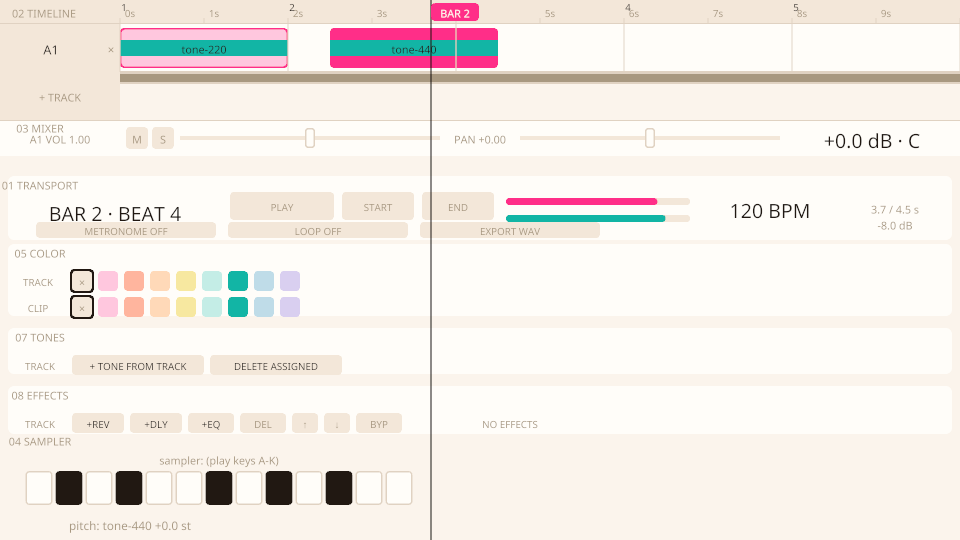 02 TIMELINE
1 2 BAR 2 4 5
0s 1s 2s 3s 5s 6s 8s 9s
A1 × tone-220 tone-440
+ TRACK
03 MIXER
A1 VOL 1.00 M S PAN +0.00 +0.0 dB · C
01 TRANSPORT
BAR 2 · BEAT 4 PLAY START END 120 BPM 3.7 / 4.5 s
-8.0 dB
METRONOME OFF LOOP OFF EXPORT WAV
05 COLOR
TRACK ×
CLIP ×
07 TONES
TRACK + TONE FROM TRACK DELETE ASSIGNED
08 EFFECTS
TRACK +REV +DLY +EQ DEL ↑ ↓ BYP NO EFFECTS
04 SAMPLER
sampler: (play keys A-K)
pitch: tone-440 +0.0 st